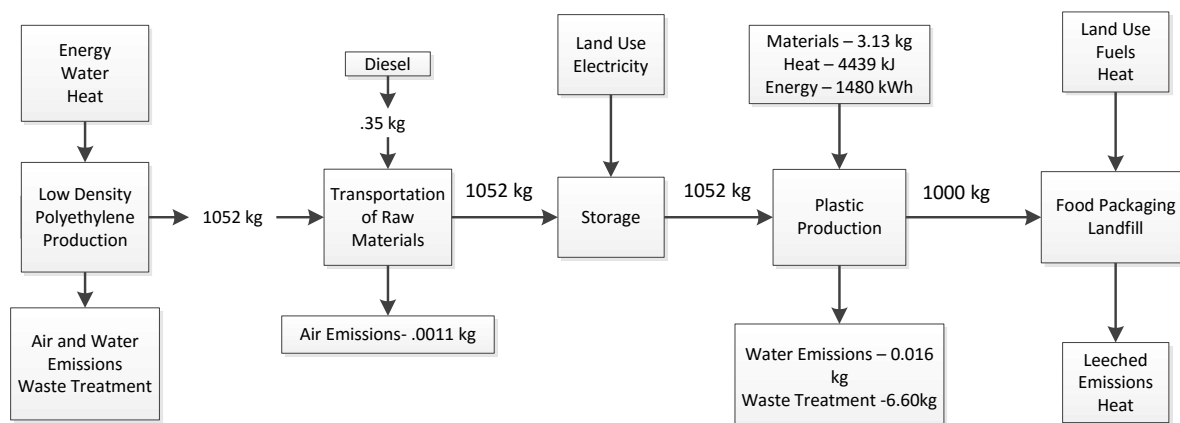 Energy
Water
Heat
Diesel
.35 kg
Land Use
Electricity
Materials – 3.13 kg
Heat – 4439 kJ
Energy – 1480 kWh
Land Use
Fuels
Heat
Low Density
Polyethylene
Production
1052 kg
Transportation
of Raw
Materials
1052 kg
Storage
1052 kg
Plastic
Production
1000 kg
Food Packaging
Landfill
Air and Water
Emissions
Waste Treatment
Air Emissions- .0011 kg
Water Emissions – 0.016
kg
Waste Treatment -6.60kg
Leeched
Emissions
Heat